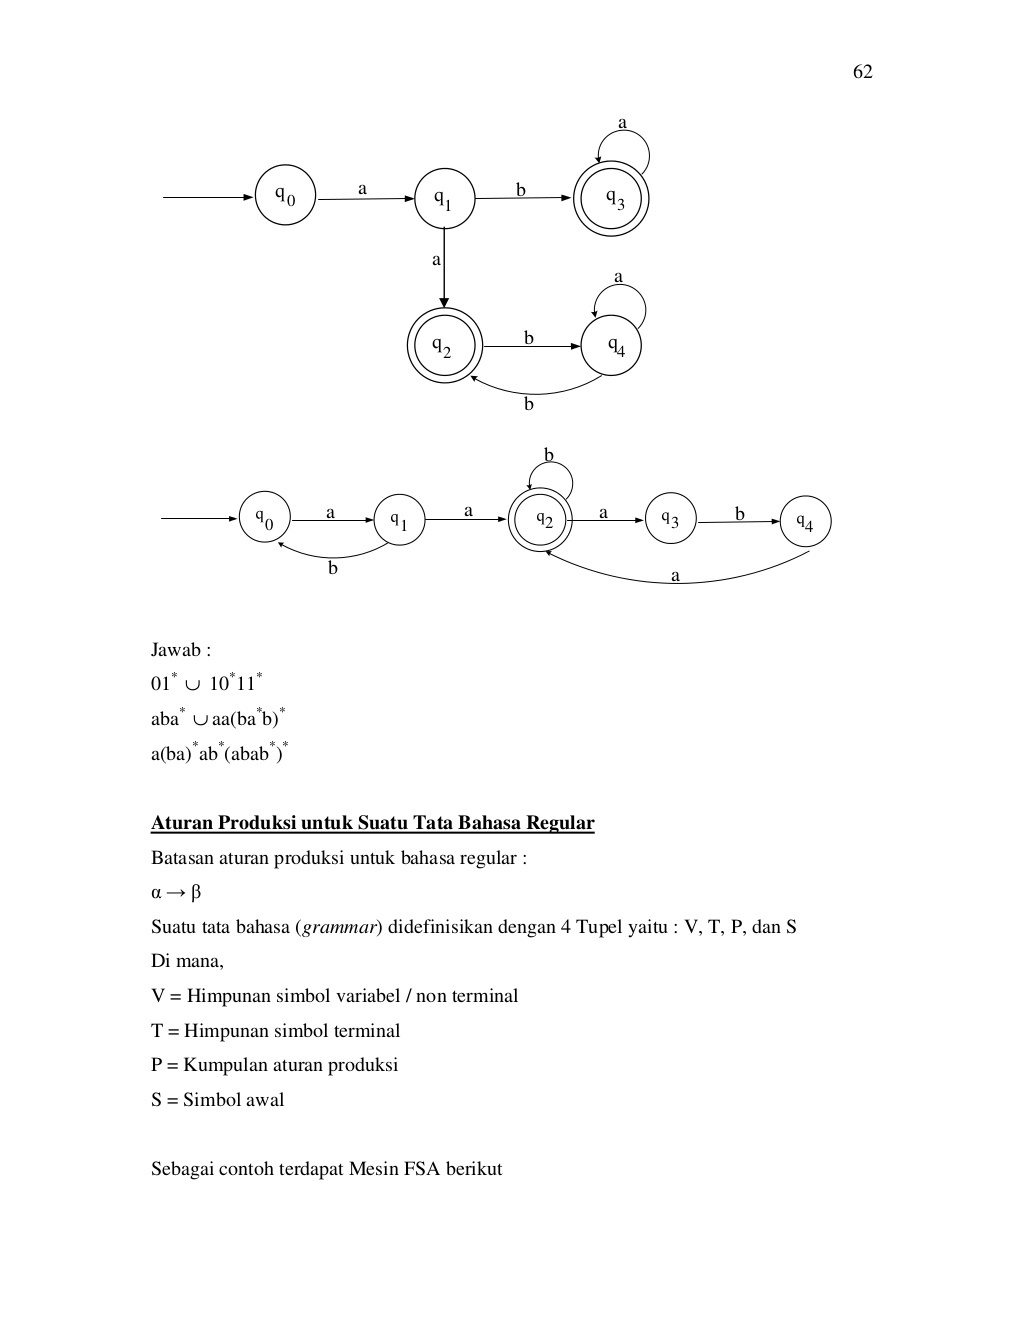 62
a
q0 a q1 b q3
a
a
q2 b q4
b
b
q0 a q1 a q2 a q3 b q4
b
a
Jawab :
01* ∪ 10*11*
aba* ∪ aa(ba*b)*
a(ba)*ab*(abab*)*
Aturan Produksi untuk Suatu Tata Bahasa Regular
Batasan aturan produksi untuk bahasa regular :
α → β
Suatu tata bahasa (grammar) didefinisikan dengan 4 Tupel yaitu : V, T, P, dan S
Di mana,
V = Himpunan simbol variabel / non terminal
T = Himpunan simbol terminal
P = Kumpulan aturan produksi
S = Simbol awal
Sebagai contoh terdapat Mesin FSA berikut